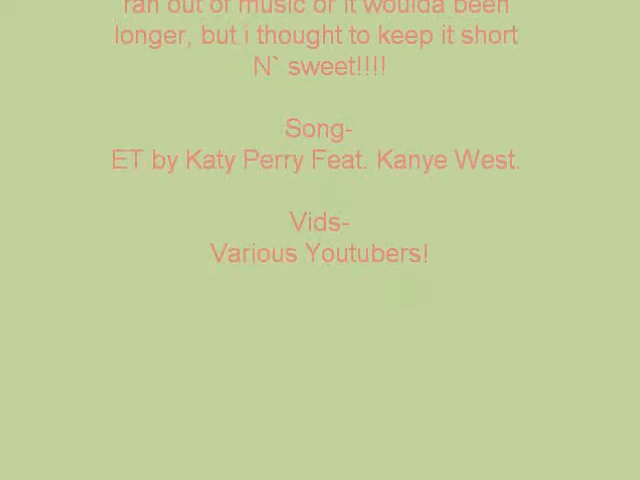 ran out of music or it woulda been
longer, but i thought to keep it short
N` sweet!!!!
Song-
ET by Katy Perry Feat. Kanye West.
Vids-
Various Youtubers!